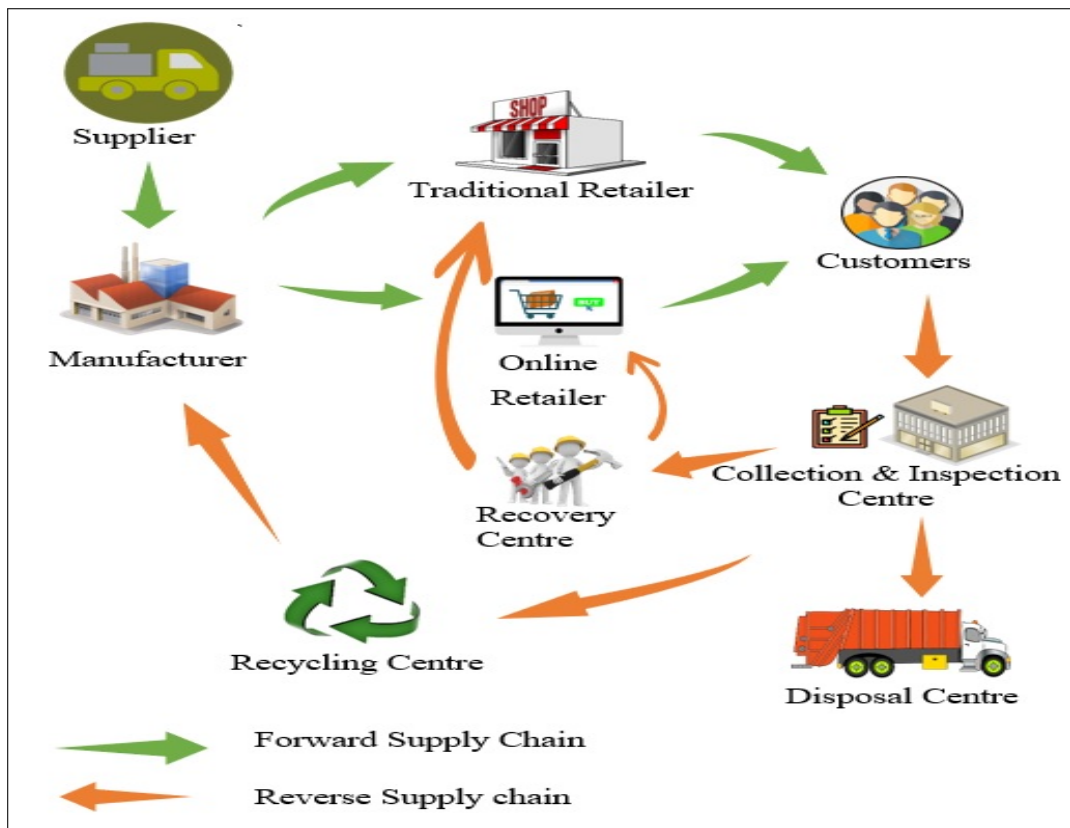 Supplier
SHOP
Traditional Retailer
Customers
Manufacturer
BUY
Online
Retailer
Collection & Inspection
Centre
Recovery
Centre
Recycling Centre
Disposal Centre
Forward Supply Chain
Reverse Supply chain